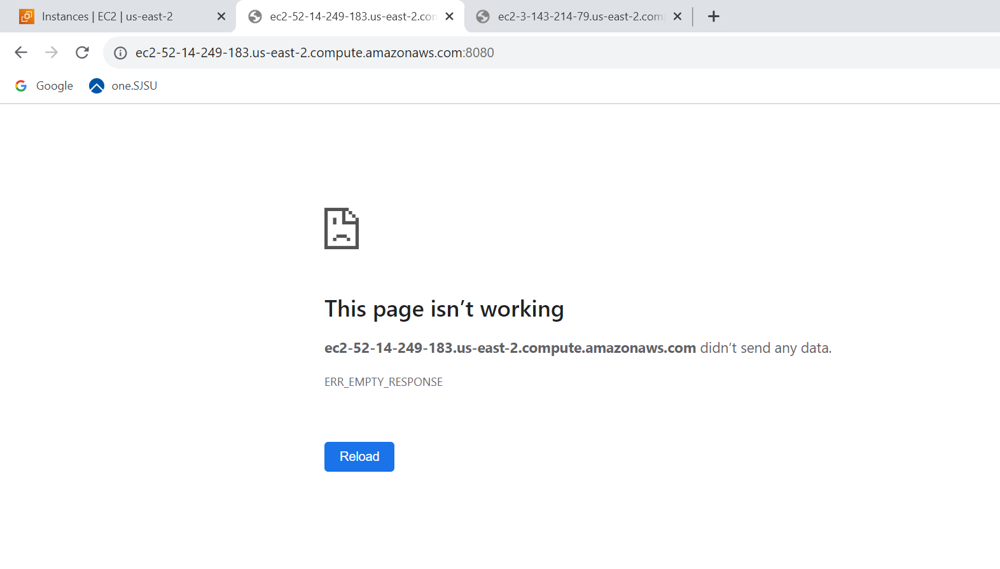 Instances | EC2 | us-east-2
ec2-52-14-249-183.us-east-2.con
ec2-3-143-214-79.us-east-2.com
ec2-52-14-249-183.us-east-2.compute.amazonaws.com:8080
Google
one.SJSU
This page isn’t working
ec2-52-14-249-183.us-east-2.compute.amazonaws.com didn’t send any data.
ERR_EMPTY_RESPONSE
Reload